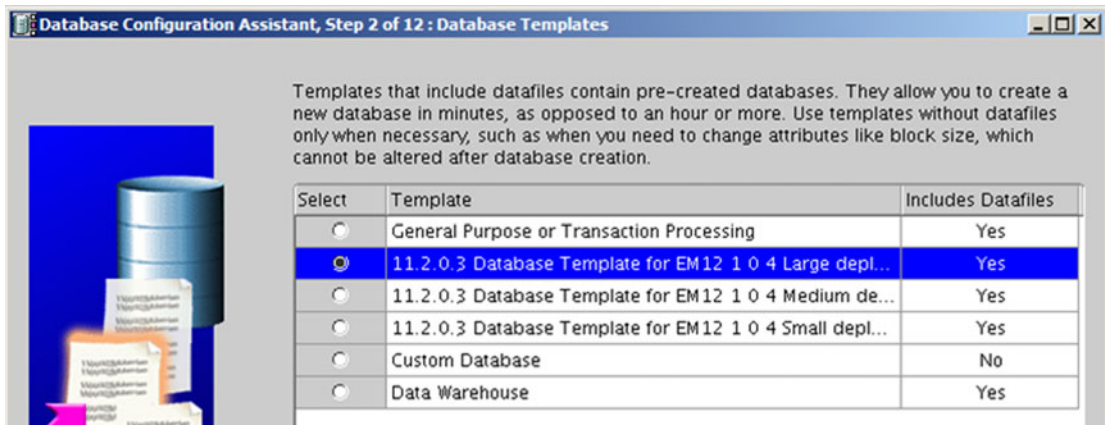 Database Configuration Assistant, Step 2 of 12 : Database Templates
Templates that include datafiles contain pre-created databases. They allow you to create a
new database in minutes, as opposed to an hour or more. Use templates without datafiles
only when necessary, such as when you need to change attributes like block size, which
cannot be altered after database creation.
Select Template Includes Datafiles
General Purpose or Transaction Processing Yes
11.2.0.3 Database Template for EM12 1 0 4 Large depl... Yes
11.2.0.3 Database Template for EM12 1 0 4 Medium de... Yes
11.2.0.3 Database Template for EM12 1 0 4 Small depl... Yes
Custom Database No
Data Warehouse Yes